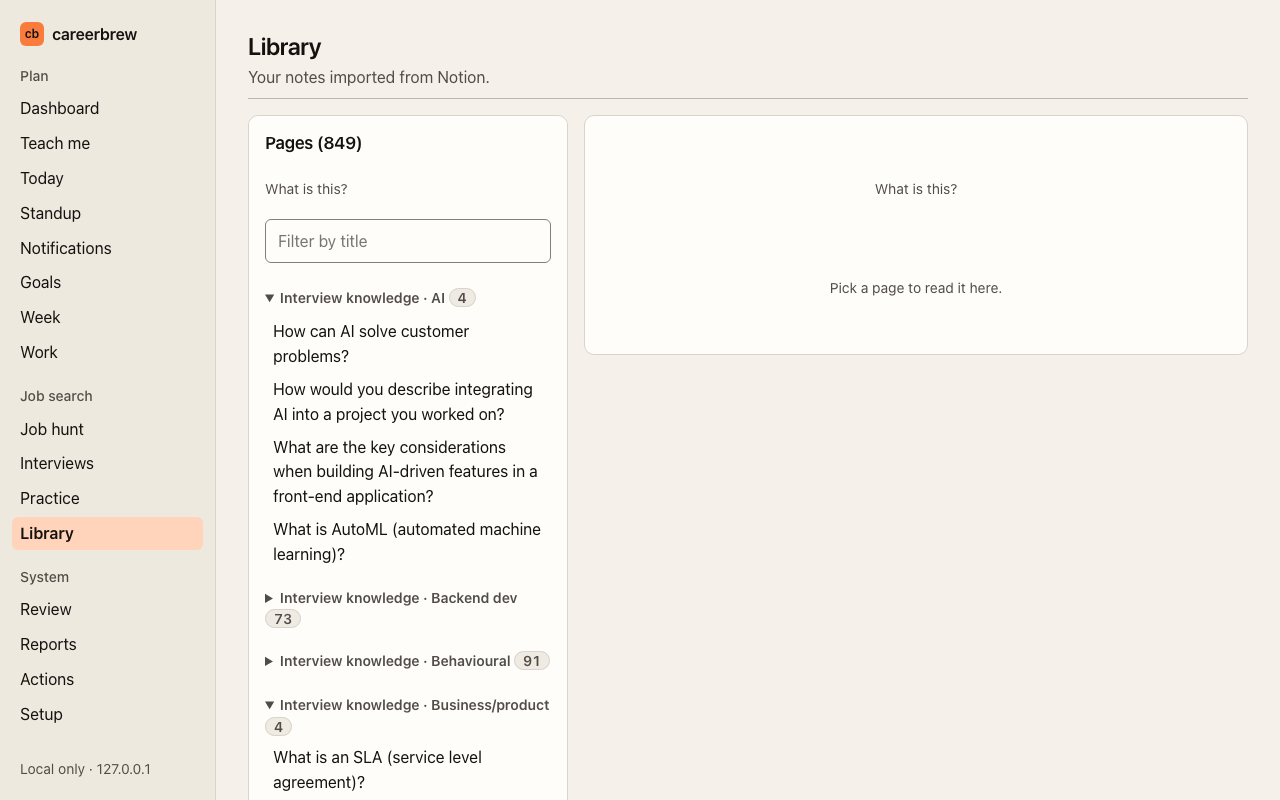 cb careerbrew
Plan
Dashboard
Teach me
Today
Standup
Notifications
Goals
Week
Work
Job search
Job hunt
Interviews
Practice
Library
System
Review
Reports
Actions
Setup
Local only · 127.0.0.1
Library
Your notes imported from Notion.
Pages (849)
What is this?
Filter by title
Interview knowledge · AI 4
How can AI solve customer
problems?
How would you describe integrating
AI into a project you worked on?
What are the key considerations
when building AI-driven features in a
front-end application?
What is AutoML (automated machine
learning)?
Interview knowledge · Backend dev
73
Interview knowledge · Behavioural 91
Interview knowledge · Business/product
4
What is an SLA (service level
agreement)?
What is this?
Pick a page to read it here.